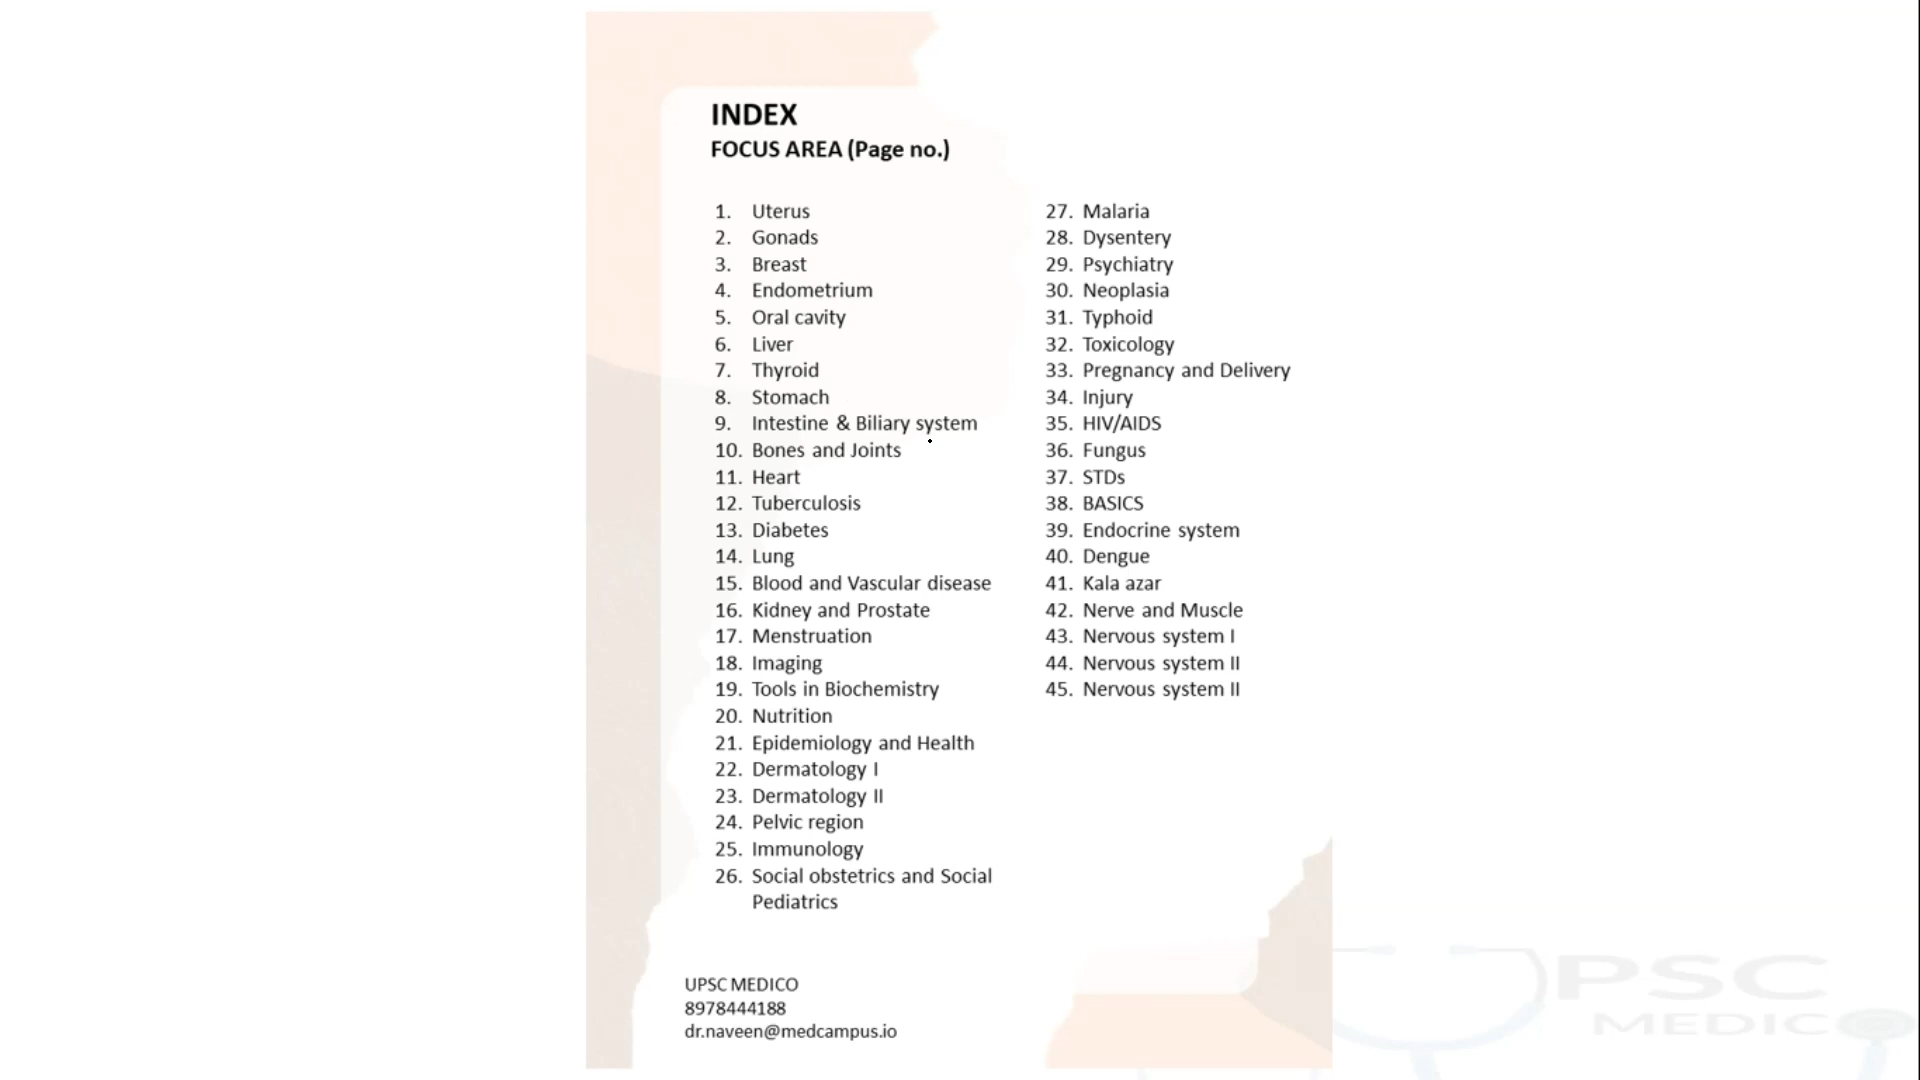 INDEX
FOCUS AREA (Page no.)
1. Uterus
2. Gonads
3. Breast
4. Endometrium
5. Oral cavity
6. Liver
7. Thyroid
8. Stomach
9. Intestine & Biliary system
10. Bones and Joints
11. Heart
12. Tuberculosis
13. Diabetes
14. Lung
15. Blood and Vascular disease
16. Kidney and Prostate
17. Menstruation
18. Imaging
19. Tools in Biochemistry
20. Nutrition
21. Epidemiology and Health
22. Dermatology I
23. Dermatology II
24. Pelvic region
25. Immunology
26. Social obstetrics and Social
Pediatrics
27. Malaria
28. Dysentery
29. Psychiatry
30. Neoplasia
31. Typhoid
32. Toxicology
33. Pregnancy and Delivery
34. Injury
35. HIV/AIDS
36. Fungus
37. STDs
38. BASICS
39. Endocrine system
40. Dengue
41. Kala azar
42. Nerve and Muscle
43. Nervous system I
44. Nervous system II
45. Nervous system II
UPSC MEDICO
8978444188
dr.naveen@medcampus.io
UPSC
MEDICO